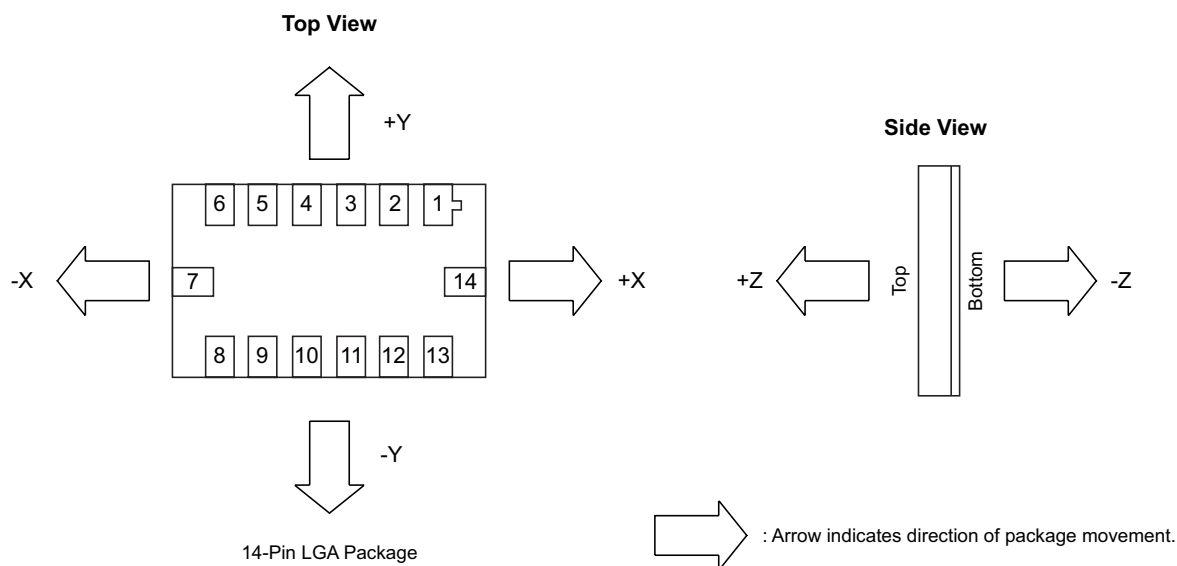 Top View
+Y
Side View
6 5 4 3 2 1
-X
7
14
+X
+Z
Top
Bottom
-Z
8 9 10 11 12 13
-Y
14-Pin LGA Package
: Arrow indicates direction of package movement.